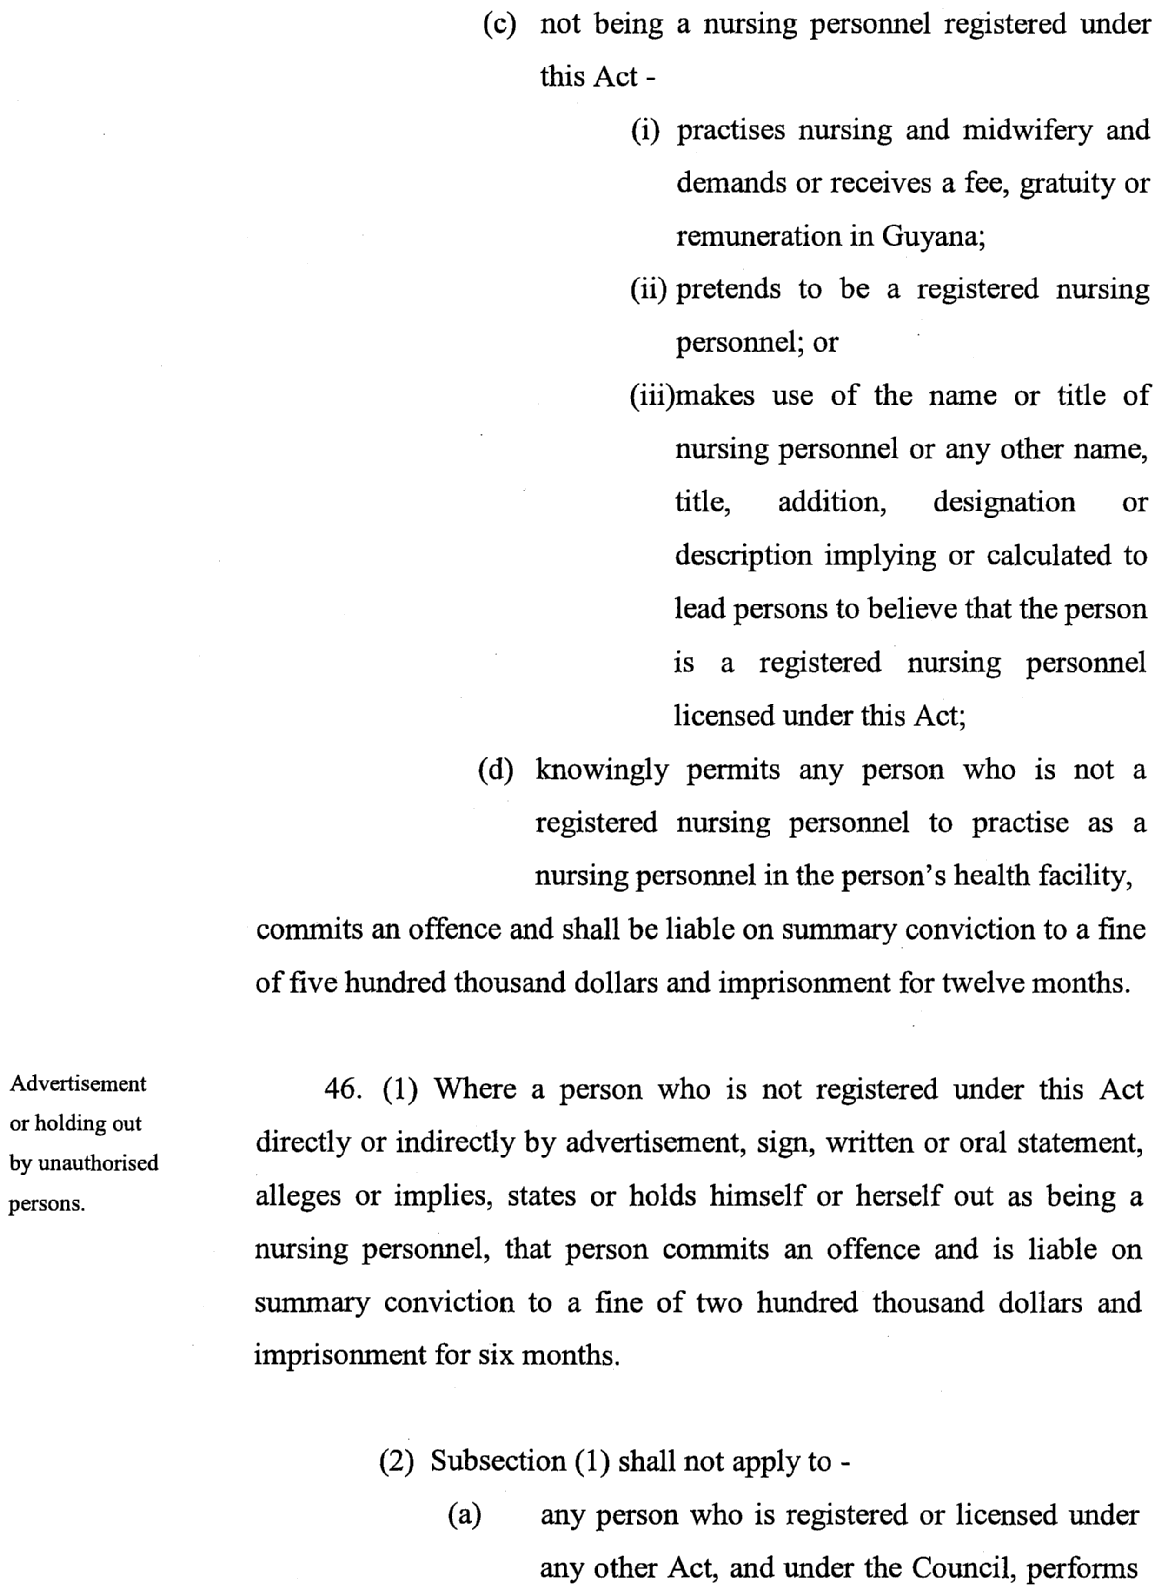 (c) not being a nursing personnel registered under
this Act -
(i) practises nursing and midwifery and
demands or receives a fee, gratuity or
remuneration in Guyana;
(ii) pretends to be a registered nursing
personnel; or
(iii)makes use of the name or title of
nursing personnel or any other name,
title, addition, designation or
description implying or calculated to
lead persons to believe that the person
is a registered nursing personnel
licensed under this Act;
(d) knowingly permits any person who is not a
registered nursing personnel to practise as a
nursing personnel in the person's health facility,
commits an offence and shall be liable on summary conviction to a fine
of five hundred thousand dollars and imprisonment for twelve months.
Advertisement
or holding out
by unauthorised
persons.
46. (1) Where a person who is not registered under this Act
directly or indirectly by advertisement, sign, written or oral statement,
alleges or implies, states or holds himself or herself out as being a
nursing personnel, that person commits an offence and is liable on
summary conviction to a fine of two hundred thousand dollars and
imprisonment for six months.
(2) Subsection (1) shall not apply to -
(a) any person who is registered or licensed under
any other Act, and under the Council, performs